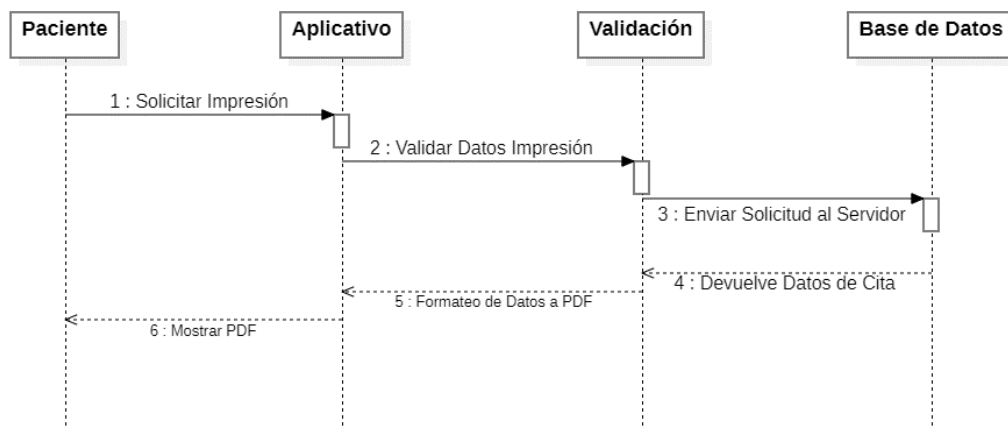 Paciente
Aplicativo
Validación
Base de Datos
1 : Solicitar Impresión
2 : Validar Datos Impresión
3 : Enviar Solicitud al Servidor
4 : Devuelve Datos de Cita
5 : Formateo de Datos a PDF
6 : Mostrar PDF